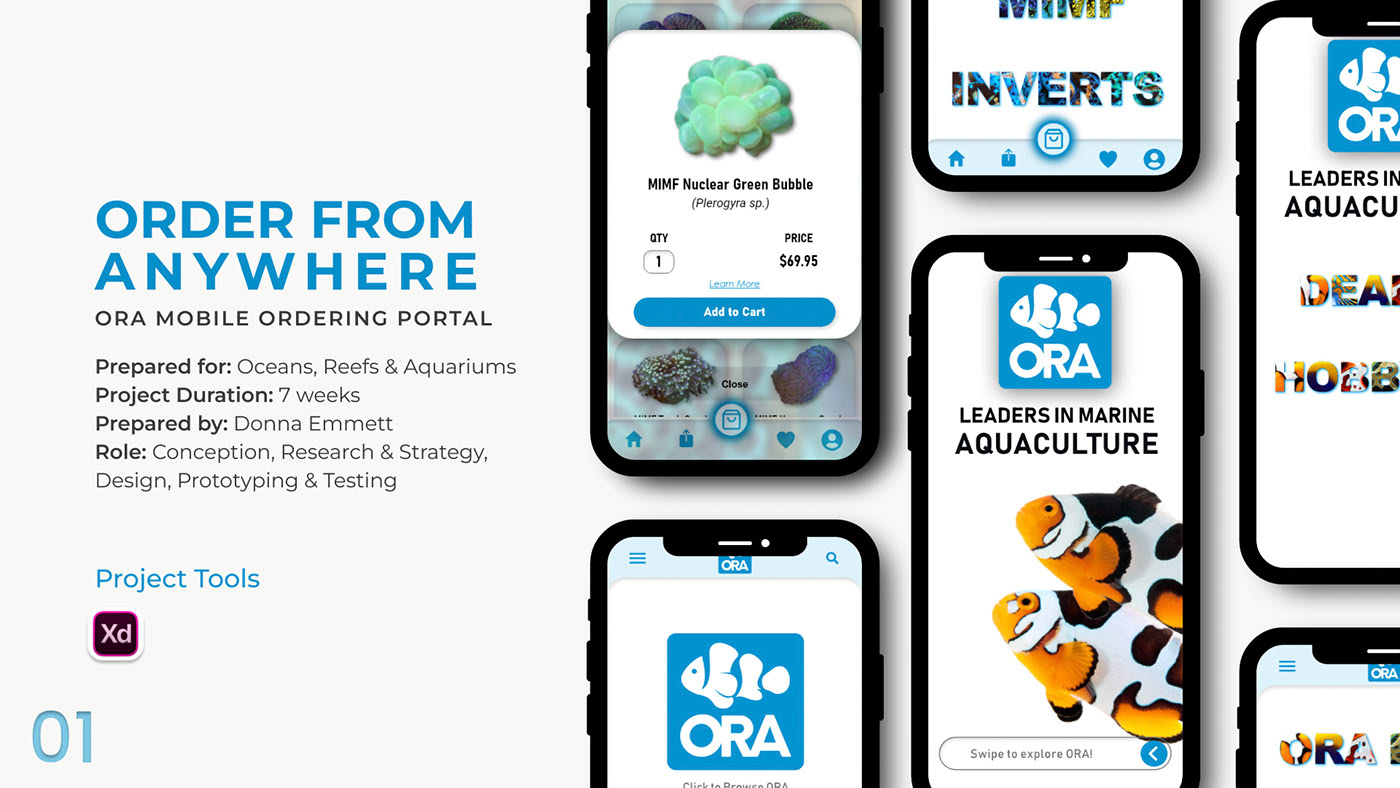 ORDER FROM
ANYWHERE
ORA MOBILE ORDERING PORTAL
Prepared for: Oceans, Reefs & Aquariums
Project Duration: 7 weeks
Prepared by: Donna Emmett
Role: Conception, Research & Strategy,
Design, Prototyping & Testing
Project Tools
Xd
01
MIMF Nuclear Green Bubble
(Plerogyra sp.)
QTY
PRICE
1
$69.95
Learn More
Add to Cart
Close
ORA
ORA
Click to Browse ORA
MIMF
INVERTS
ORA
LEADERS IN MARINE
AQUACULTURE
Swipe to explore ORA!
LEADERS IN
ORA